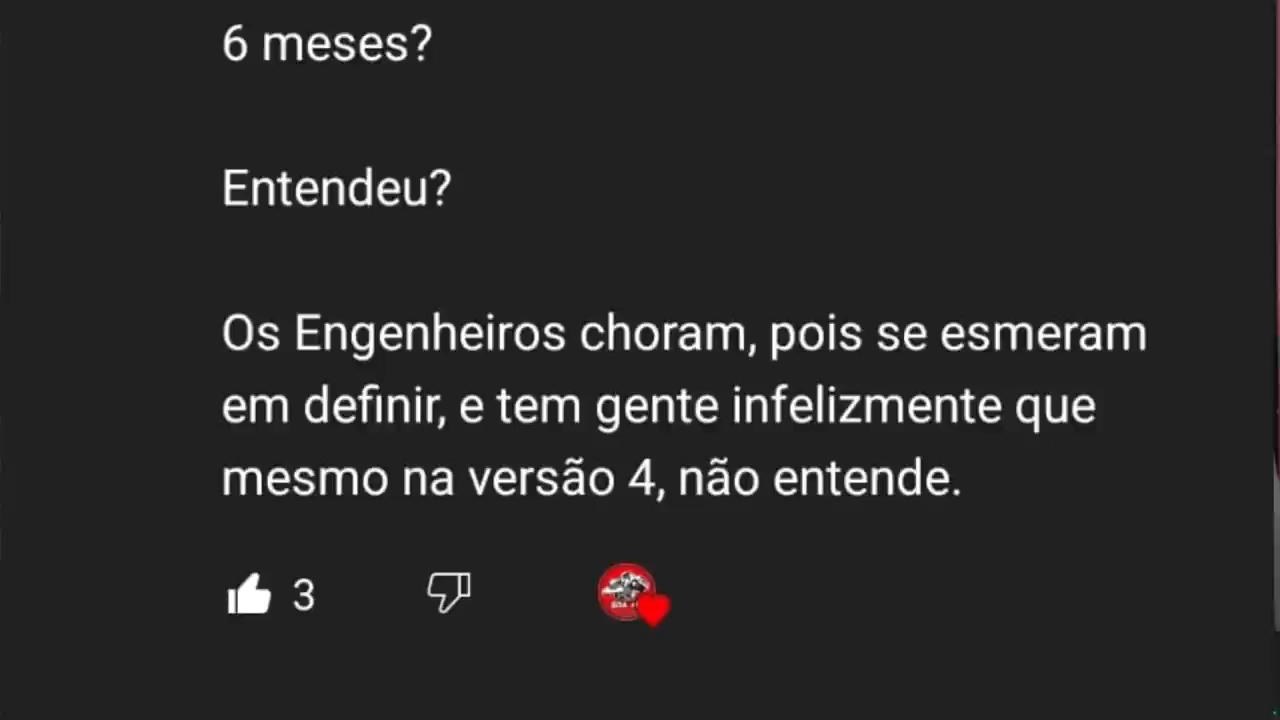 6 meses?
Entendeu?
Os Engenheiros choram, pois se esmeram
em definir, e tem gente infelizmente que
mesmo na versão 4, não entende.
3